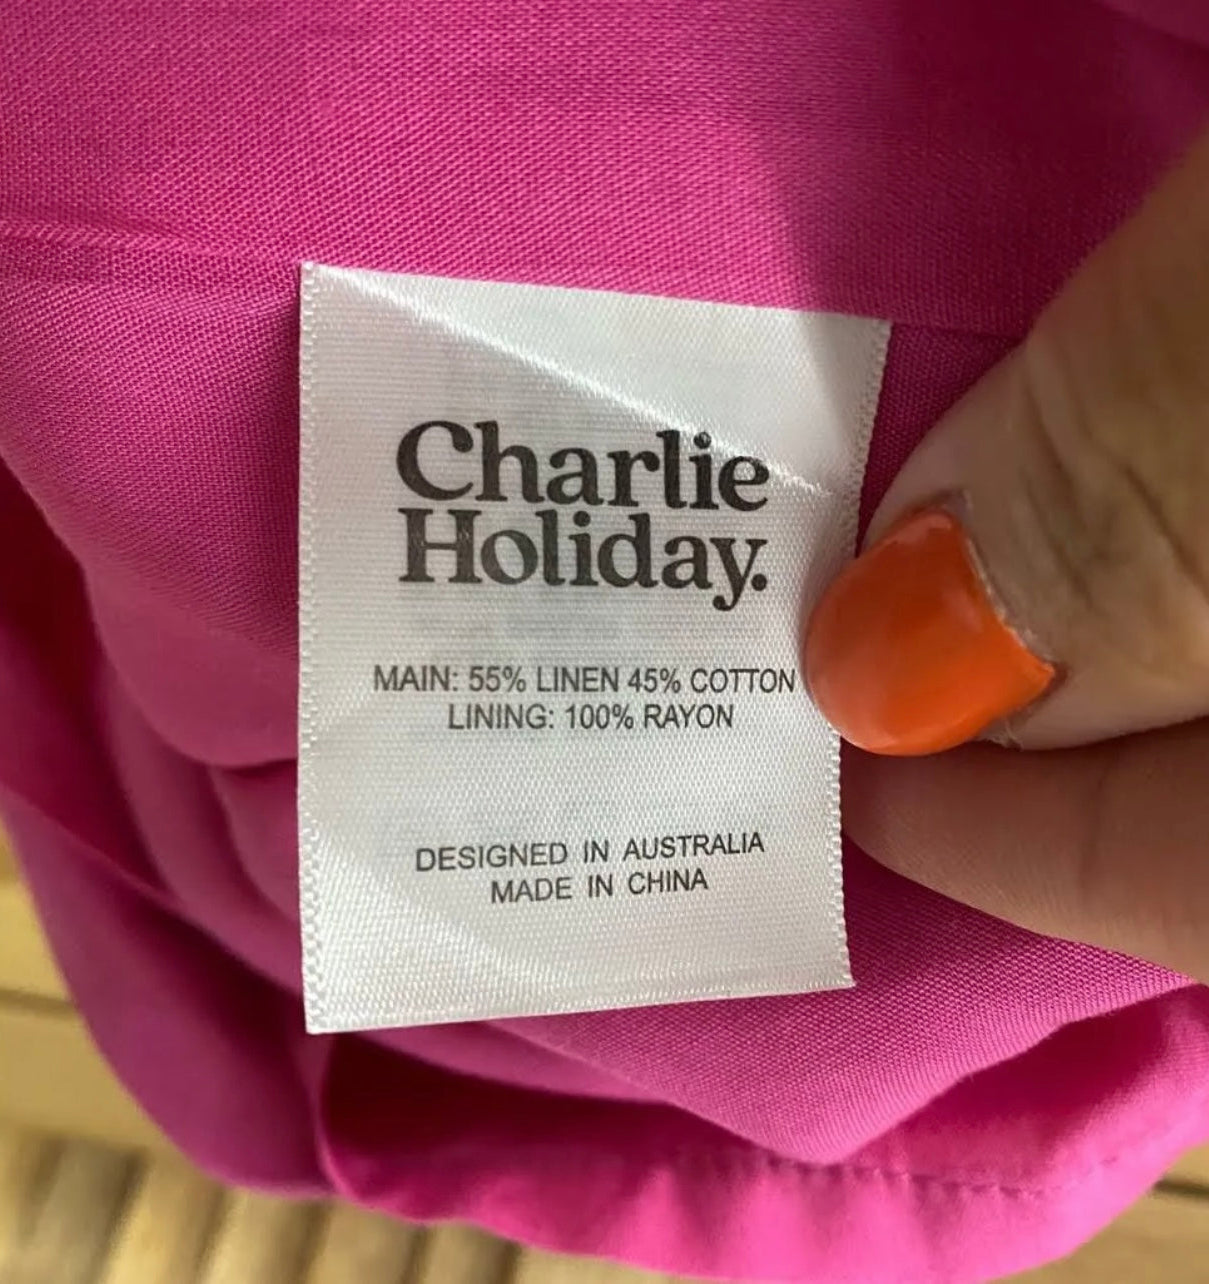 Charlie
Holiday.
MAIN: 55% LINEN 45% COTTON
LINING: 100% RAYON
DESIGNED IN AUSTRALIA
MADE IN CHINA